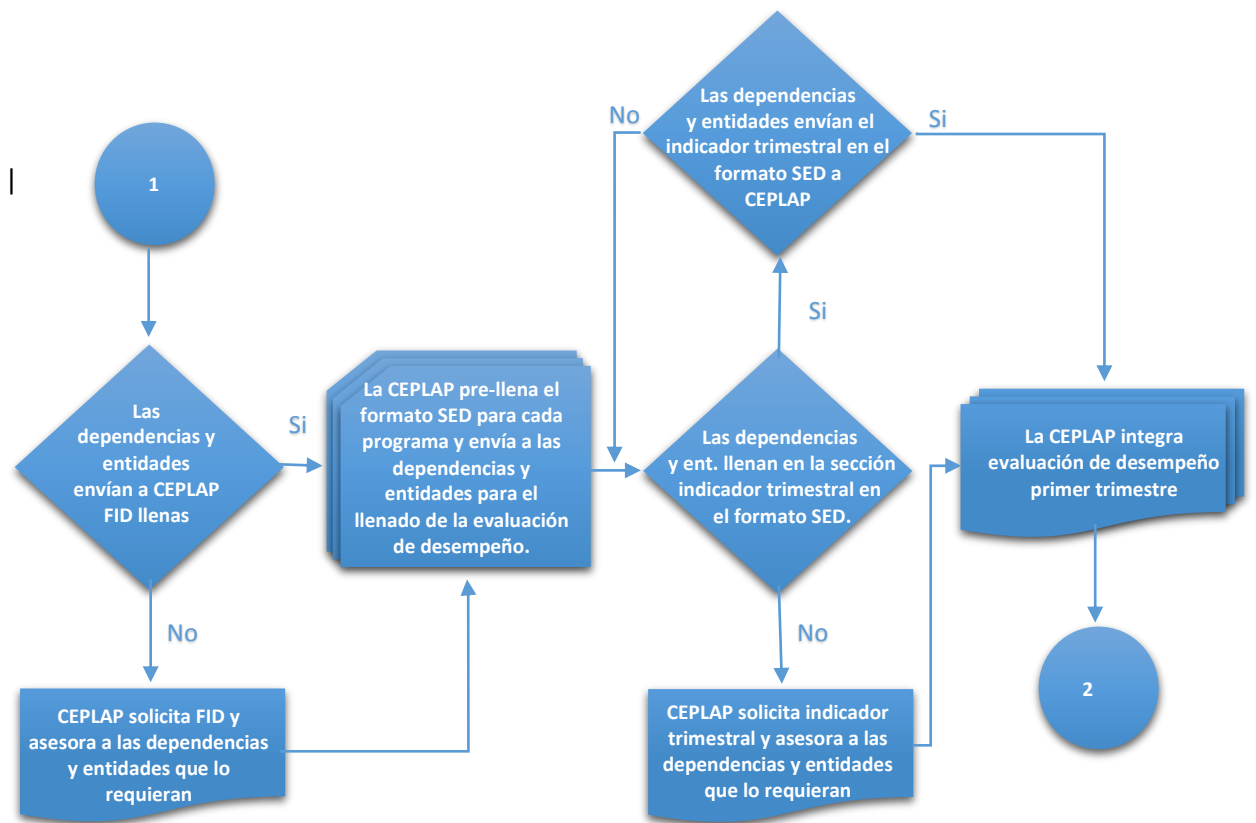 |
1
Las
dependencias y
entidades
envían a CEPLAP
FID llenas
Si
No
CEPLAP solicita FID y
asesora a las dependencias
y entidades que lo
requieran
La CEPLAP pre-llena el
formato SED para cada
programa y envía a las
dependencias y
entidades para el
llenado de la evaluación
de desempeño.
Las dependencias
y ent. llenan en la sección
indicador trimestral en
el formato SED.
Si
No
Las dependencias
y entidades envían el
indicador trimestral en el
formato SED a
CEPLAP
No
Si
CEPLAP solicita indicador
trimestral y asesora a las
dependencias y entidades
que lo requieran
La CEPLAP integra
evaluación de desempeño
primer trimestre
2